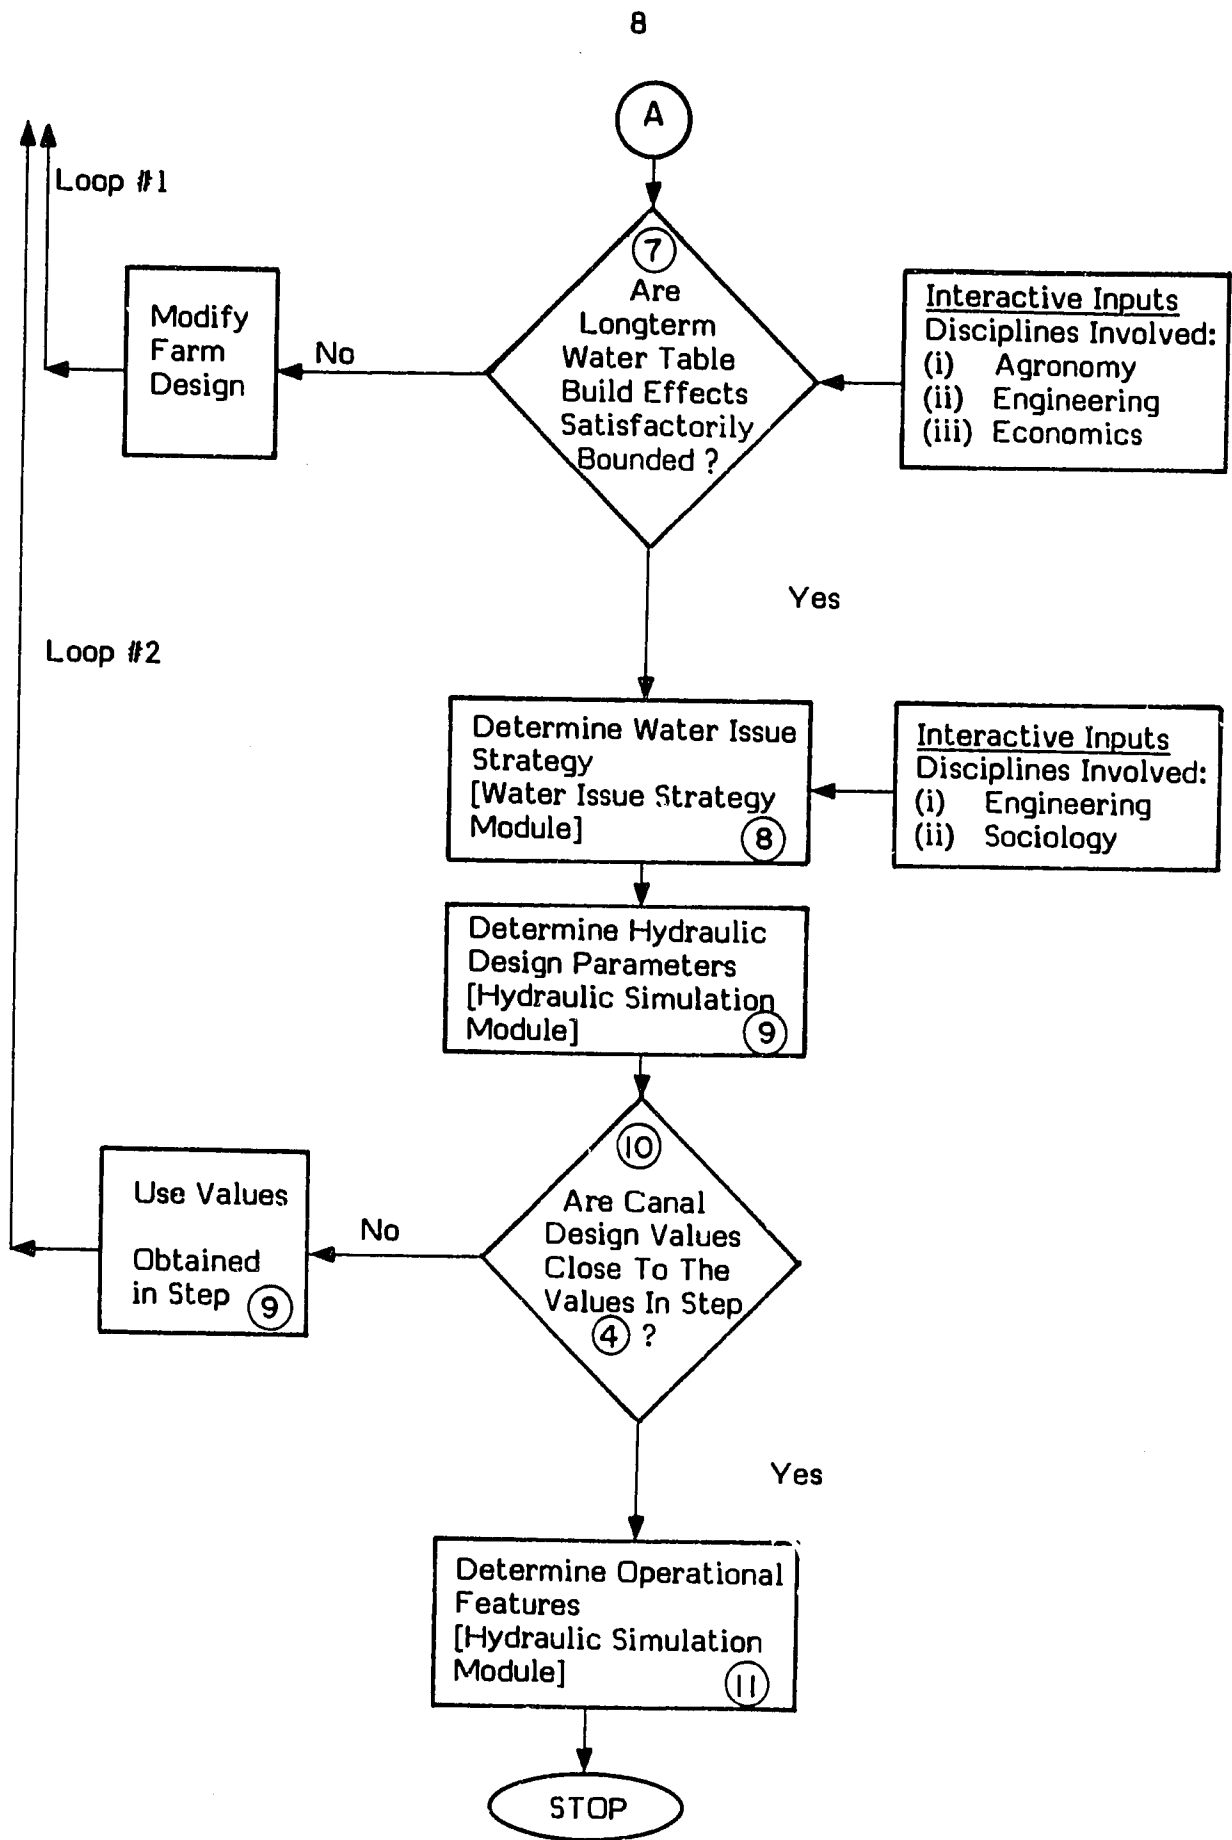 8
A
Loop #1
7
Are
Longterm
Water Table
Build Effects
Satisfactorily
Bounded ?
Interactive Inputs
Disciplines Involved:
(i) Agronomy
(ii) Engineering
(iii) Economics
No
Modify
Farm
Design
Yes
Loop #2
Determine Water Issue
Strategy
[Water Issue Strategy
Module]
8
Interactive Inputs
Disciplines Involved:
(i) Engineering
(ii) Sociology
Determine Hydraulic
Design Parameters
[Hydraulic Simulation
Module]
9
10
Are Canal
Design Values
Close To The
Values In Step
4 ?
No
Use Values
Obtained
in Step 9
Yes
Determine Operational
Features
[Hydraulic Simulation
Module]
11
STOP